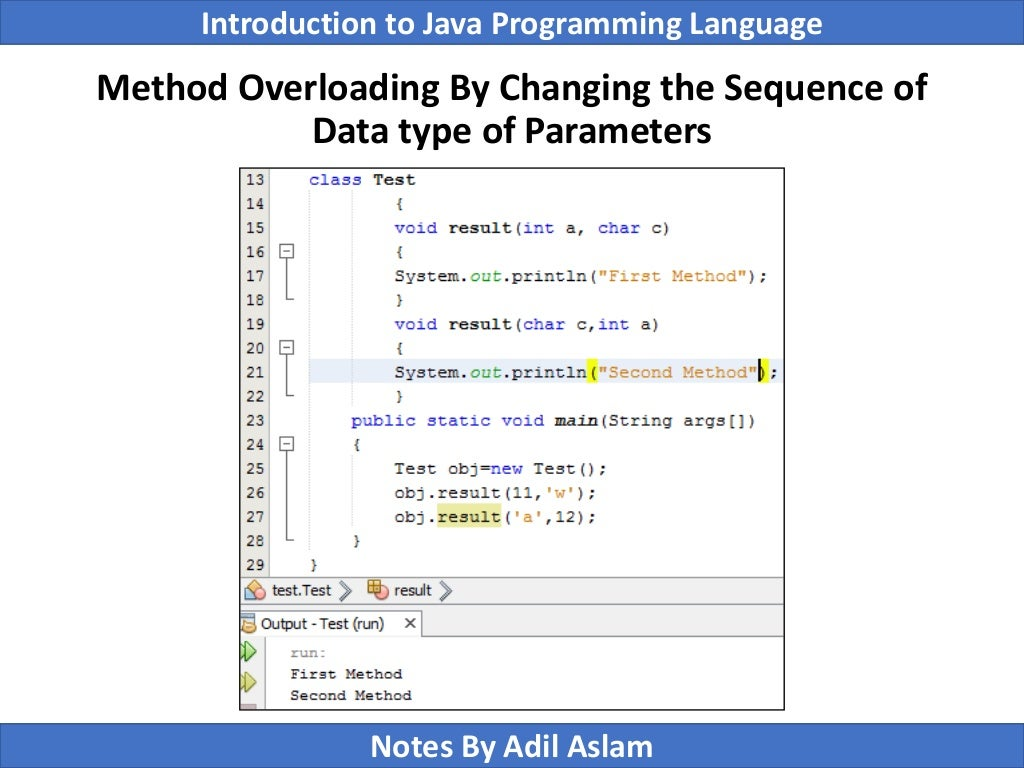 Introduction to Java Programming Language
Method Overloading By Changing the Sequence of
Data type of Parameters
13 class Test
14 {
15 void result(int a, char c)
16 {
17 System.out.println("First Method");
18 }
19 void result(char c,int a)
20 {
21 System.out.println("Second Method");
22 }
23 public static void main(String args[])
24 {
25 Test obj=new Test();
26 obj.result(11,'w');
27 obj.result('a',12);
28 }
29 }
test.Test result
Output - Test (run)
run:
First Method
Second Method
Notes By Adil Aslam